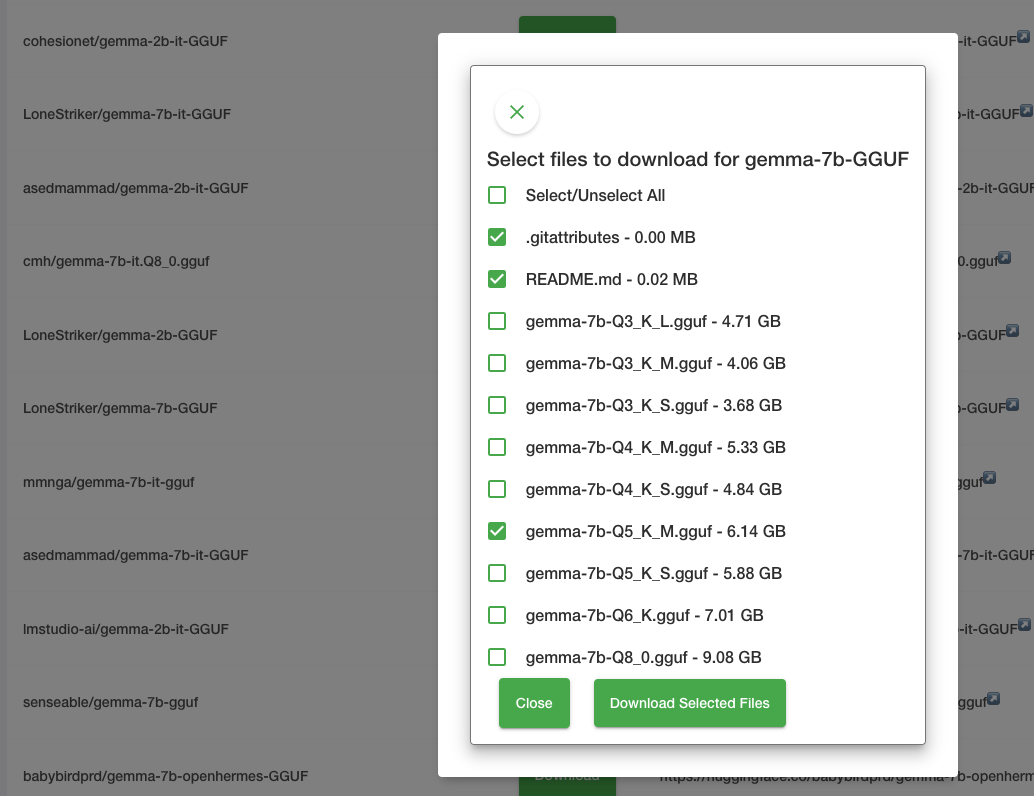 cohesionet/gemma-2b-it-GGUF
-it-GGUF
LoneStriker/gemma-7b-it-GGUF
-it-GGUF
asedmammad/gemma-2b-it-GGUF
-2b-it-GGUF
cmh/gemma-7b-it.Q8_0.gguf
0.gguf
LoneStriker/gemma-2b-GGUF
-GGUF
LoneStriker/gemma-7b-GGUF
-GGUF
mmnga/gemma-7b-it-gguf
gguf
asedmammad/gemma-7b-it-GGUF
-7b-it-GGUF
lmstudio-ai/gemma-2b-it-GGUF
-it-GGUF
senseable/gemma-7b-gguf
gguf
babybirdprd/gemma-7b-openhermes-GGUF
Download
https://huggingface.co/babybirdprd/gemma-7b-openherm
Select files to download for gemma-7b-GGUF
Select/Unselect All
.gitattributes - 0.00 MB
README.md - 0.02 MB
gemma-7b-Q3_K_L.gguf - 4.71 GB
gemma-7b-Q3_K_M.gguf - 4.06 GB
gemma-7b-Q3_K_S.gguf - 3.68 GB
gemma-7b-Q4_K_M.gguf - 5.33 GB
gemma-7b-Q4_K_S.gguf - 4.84 GB
gemma-7b-Q5_K_M.gguf - 6.14 GB
gemma-7b-Q5_K_S.gguf - 5.88 GB
gemma-7b-Q6_K.gguf - 7.01 GB
gemma-7b-Q8_0.gguf - 9.08 GB
Close
Download Selected Files